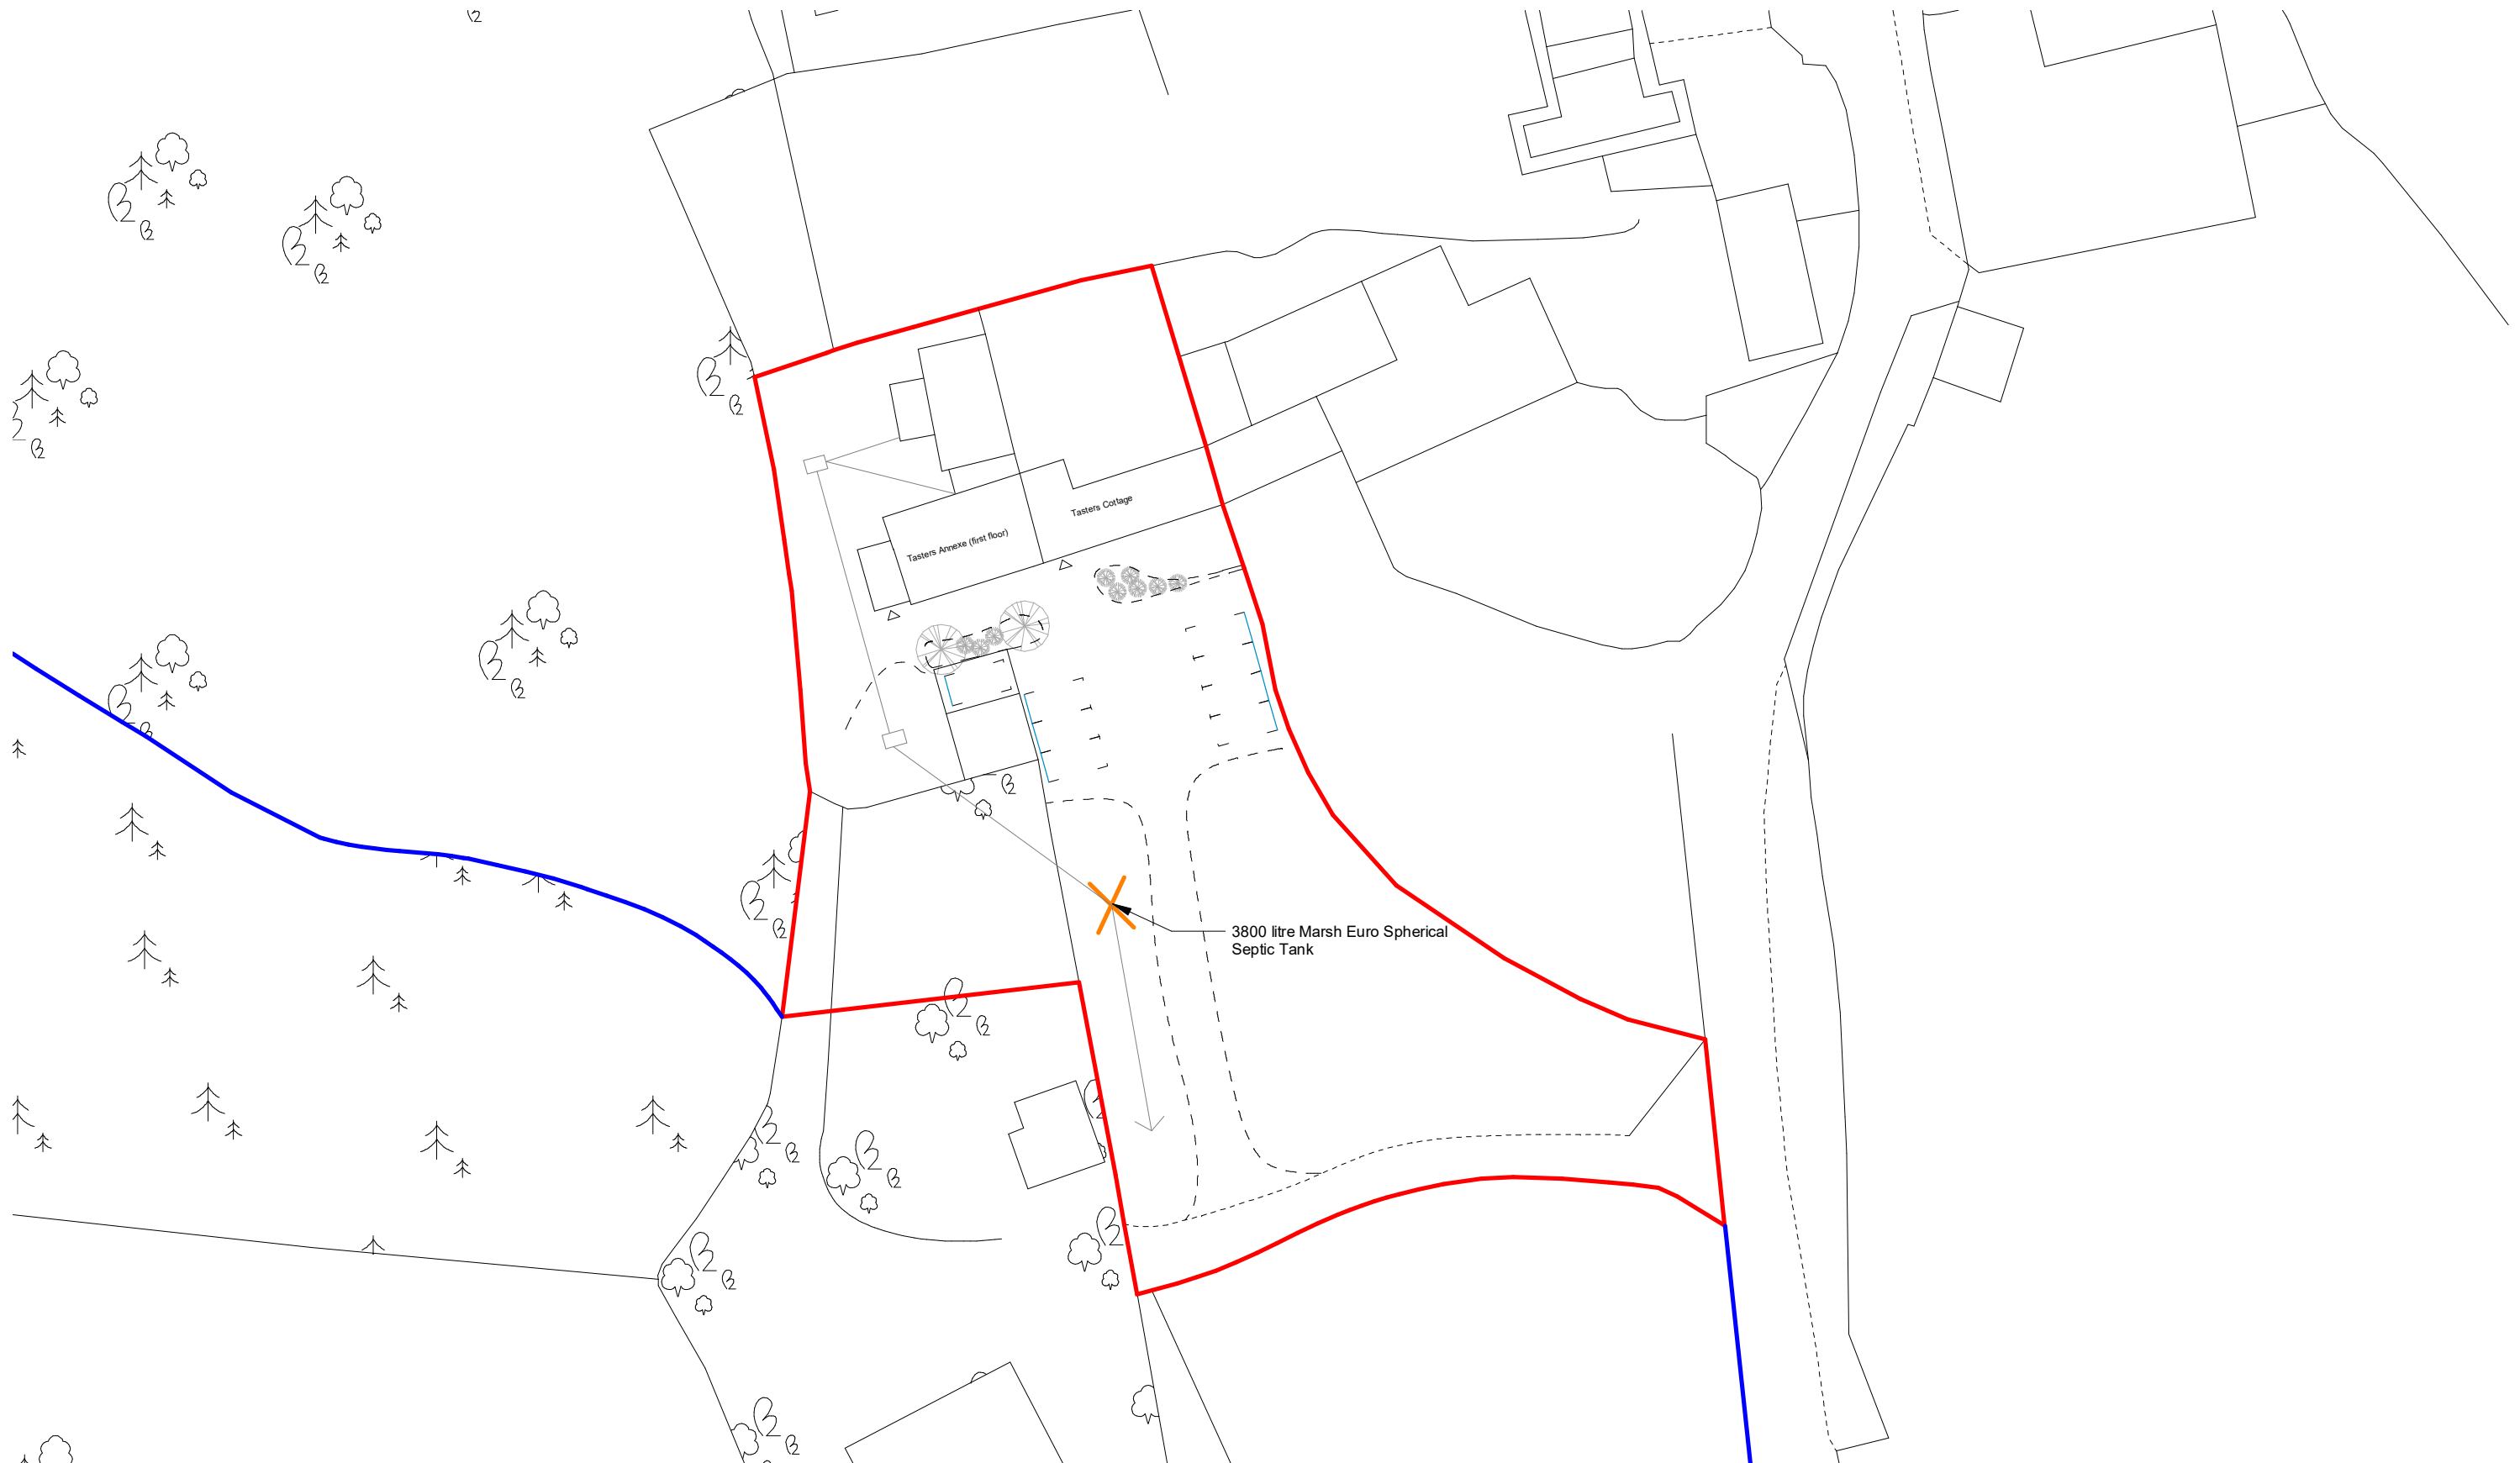 Tasters Cottage
Tasters Annexe (first floor)
3800 litre Marsh Euro Spherical
Septic Tank